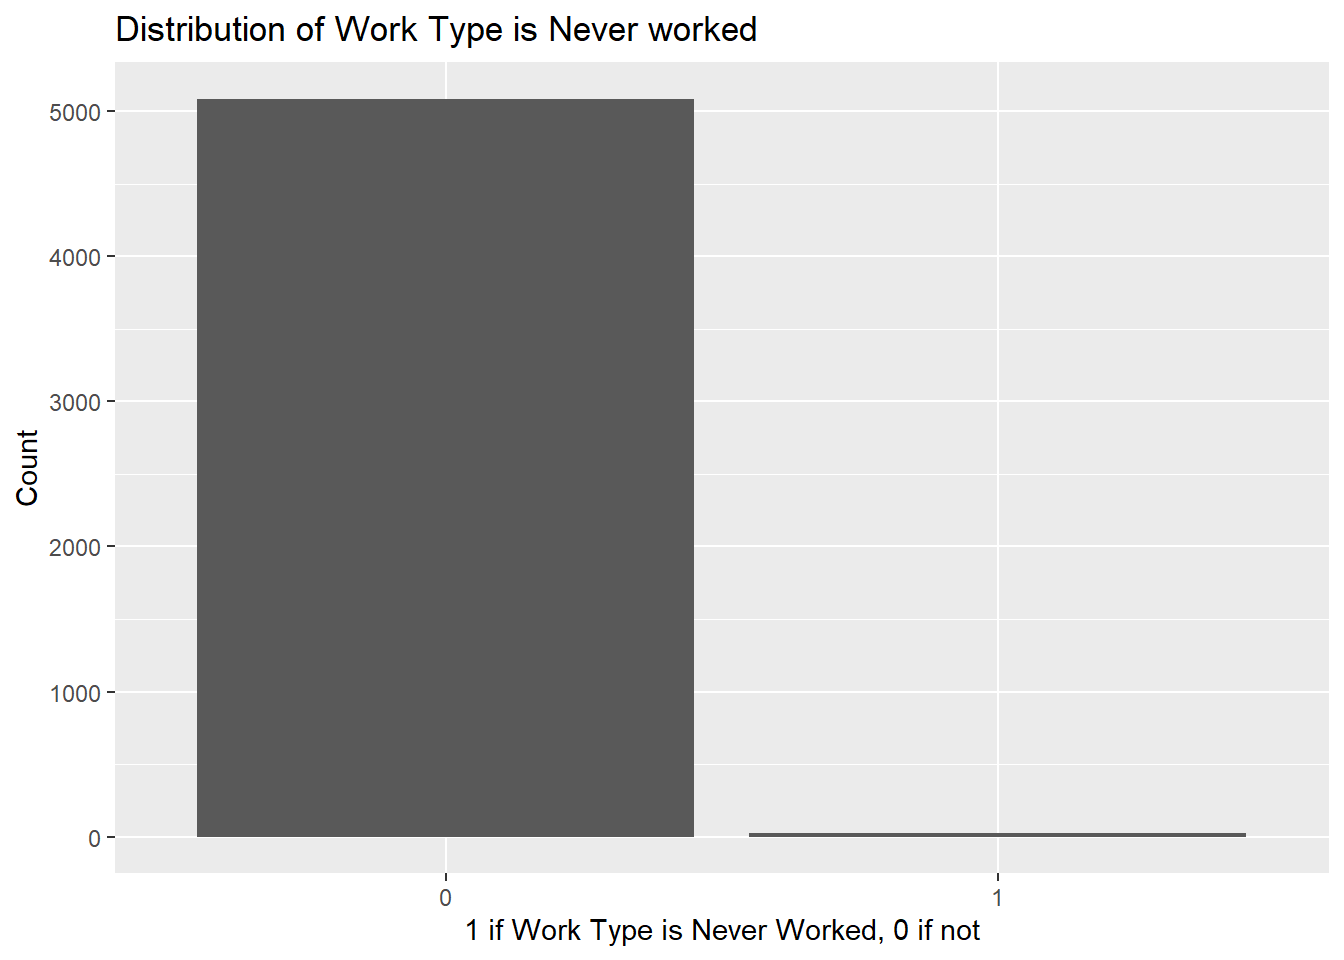 Distribution of Work Type is Never worked
5000
4000
3000
2000
1000
0
Count
0
1
1 if Work Type is Never Worked, 0 if not